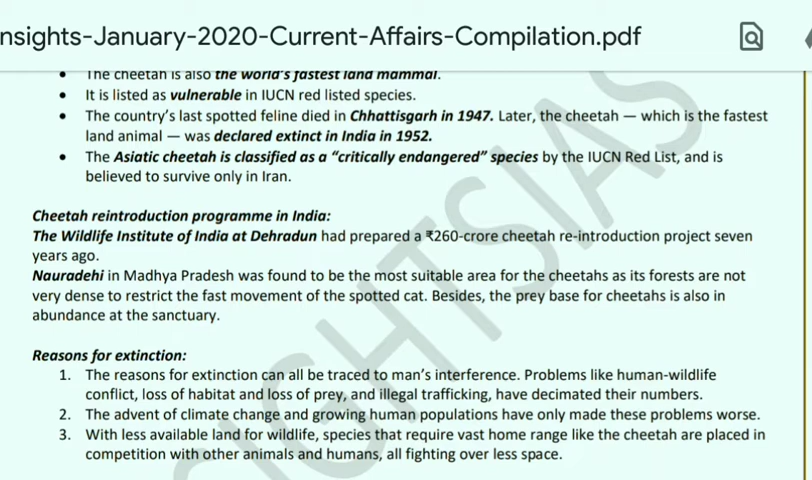 nsights-January-2020-Current-Affairs-Compilation.pdf
• The cheetah is also the world's fastest land mammal.
• It is listed as vulnerable in IUCN red listed species.
• The country's last spotted feline died in Chhattisgarh in 1947. Later, the cheetah — which is the fastest
land animal — was declared extinct in India in 1952.
• The Asiatic cheetah is classified as a "critically endangered" species by the IUCN Red List, and is
believed to survive only in Iran.
Cheetah reintroduction programme in India:
The Wildlife Institute of India at Dehradun had prepared a ₹260-crore cheetah re-introduction project seven
years ago.
Nauradehi in Madhya Pradesh was found to be the most suitable area for the cheetahs as its forests are not
very dense to restrict the fast movement of the spotted cat. Besides, the prey base for cheetahs is also in
abundance at the sanctuary.
Reasons for extinction:
1. The reasons for extinction can all be traced to man's interference. Problems like human-wildlife
conflict, loss of habitat and loss of prey, and illegal trafficking, have decimated their numbers.
2. The advent of climate change and growing human populations have only made these problems worse.
3. With less available land for wildlife, species that require vast home range like the cheetah are placed in
competition with other animals and humans, all fighting over less space.
SIGHTSIAS